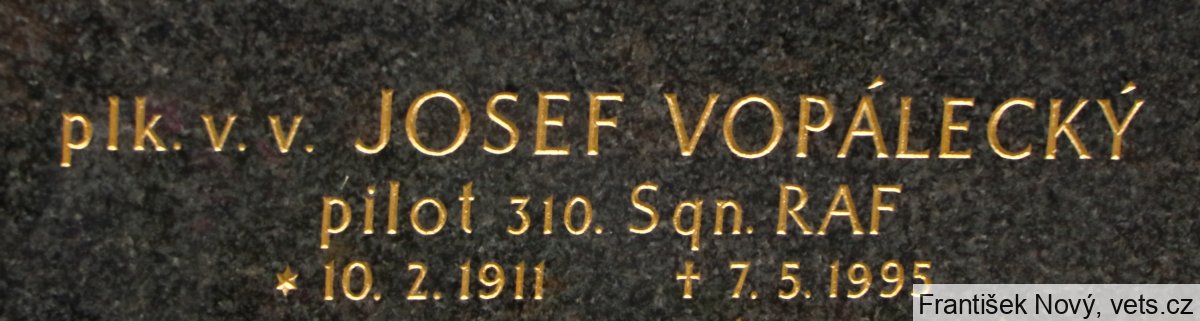 plk. v. v. JOSEF VOPÁLECKÝ
pilot 310. Sqn. RAF
* 10. 2. 1911 † 7. 5. 1995
František Nový, vets.cz